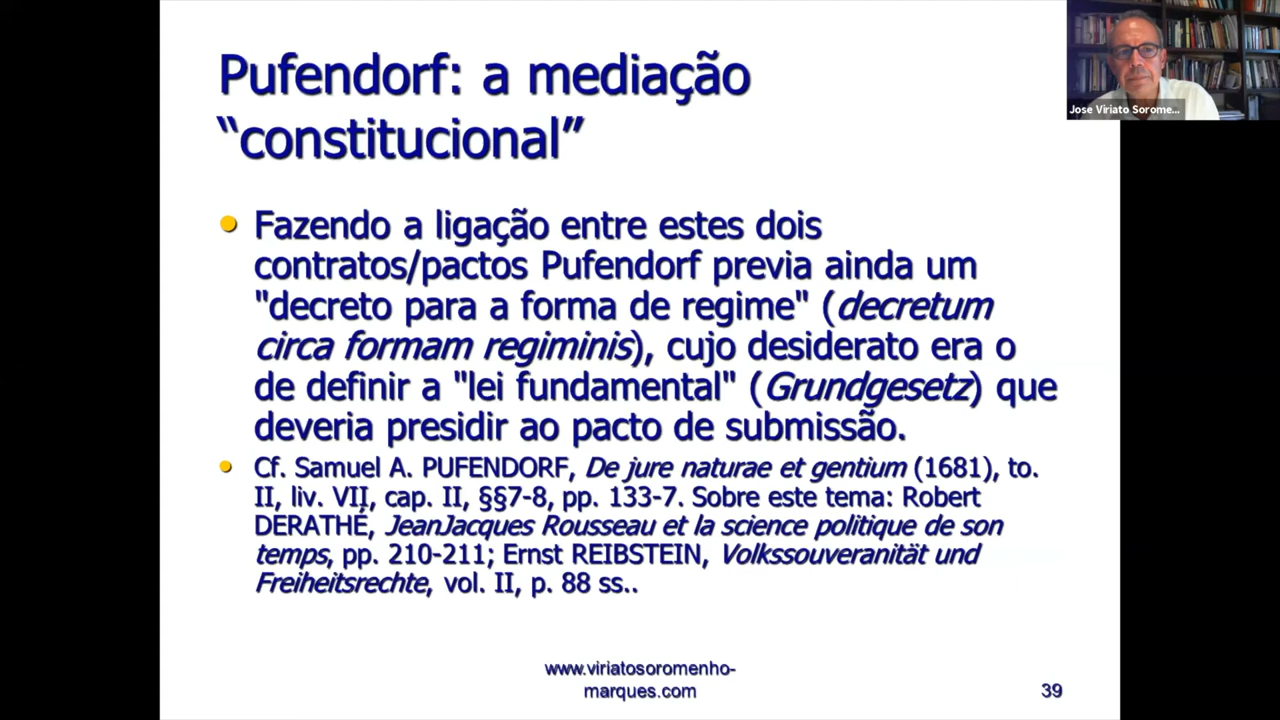 Pufendorf: a mediação
“constitucional”
Fazendo a ligação entre estes dois
contratos/pactos Pufendorf previa ainda um
"decreto para a forma de regime" (decretum
circa formam regiminis), cujo desiderato era o
de definir a "lei fundamental" (Grundgesetz) que
deveria presidir ao pacto de submissão.
Cf. Samuel A. PUFENDORF, De jure naturae et gentium (1681), to.
II, liv. VII, cap. II, §§7-8, pp. 133-7. Sobre este tema: Robert
DERATHÉ, JeanJacques Rousseau et la science politique de son
temps, pp. 210-211; Ernst REIBSTEIN, Volkssouveranität und
Freiheitsrechte, vol. II, p. 88 ss..
www.viriatosoromenho-
marques.com
39
Jose Viriato Sorome...